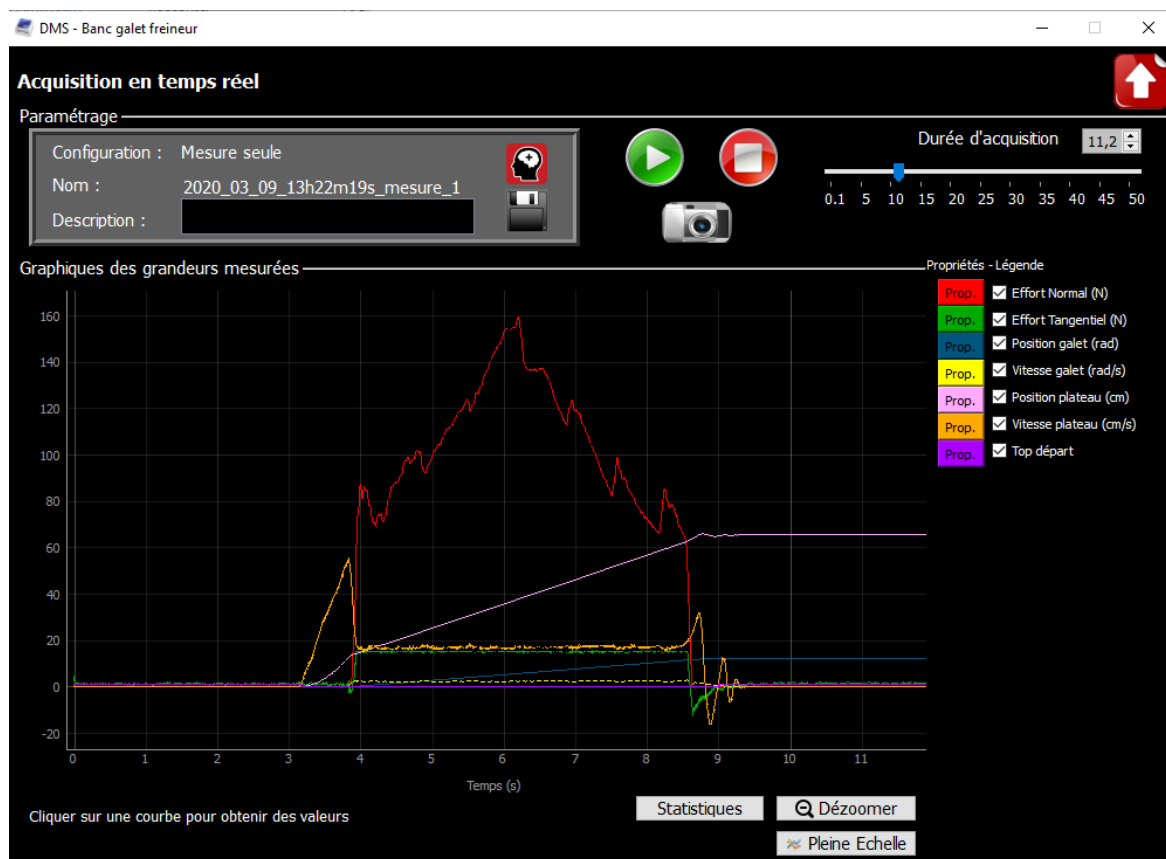 DMS - Banc galet freineur
Acquisition en temps réel
Paramétrage
Configuration : Mesure seule
Nom : 2020_03_09_13h22m19s_mesure_1
Description :
Durée d'acquisition 11,2
0.1 5 10 15 20 25 30 35 40 45 50
Graphiques des grandeurs mesurées
Propriétés - Légende
Prop. Effort Normal (N)
Prop. Effort Tangentiel (N)
Prop. Position galet (rad)
Prop. Vitesse galet (rad/s)
Prop. Position plateau (cm)
Prop. Vitesse plateau (cm/s)
Prop. Top départ
160
140
120
100
80
60
40
20
0
-20
0 1 2 3 4 5 6 7 8 9 10 11
Temps (s)
Cliquer sur une courbe pour obtenir des valeurs
Statistiques
Dézoomer
Pleine Echelle